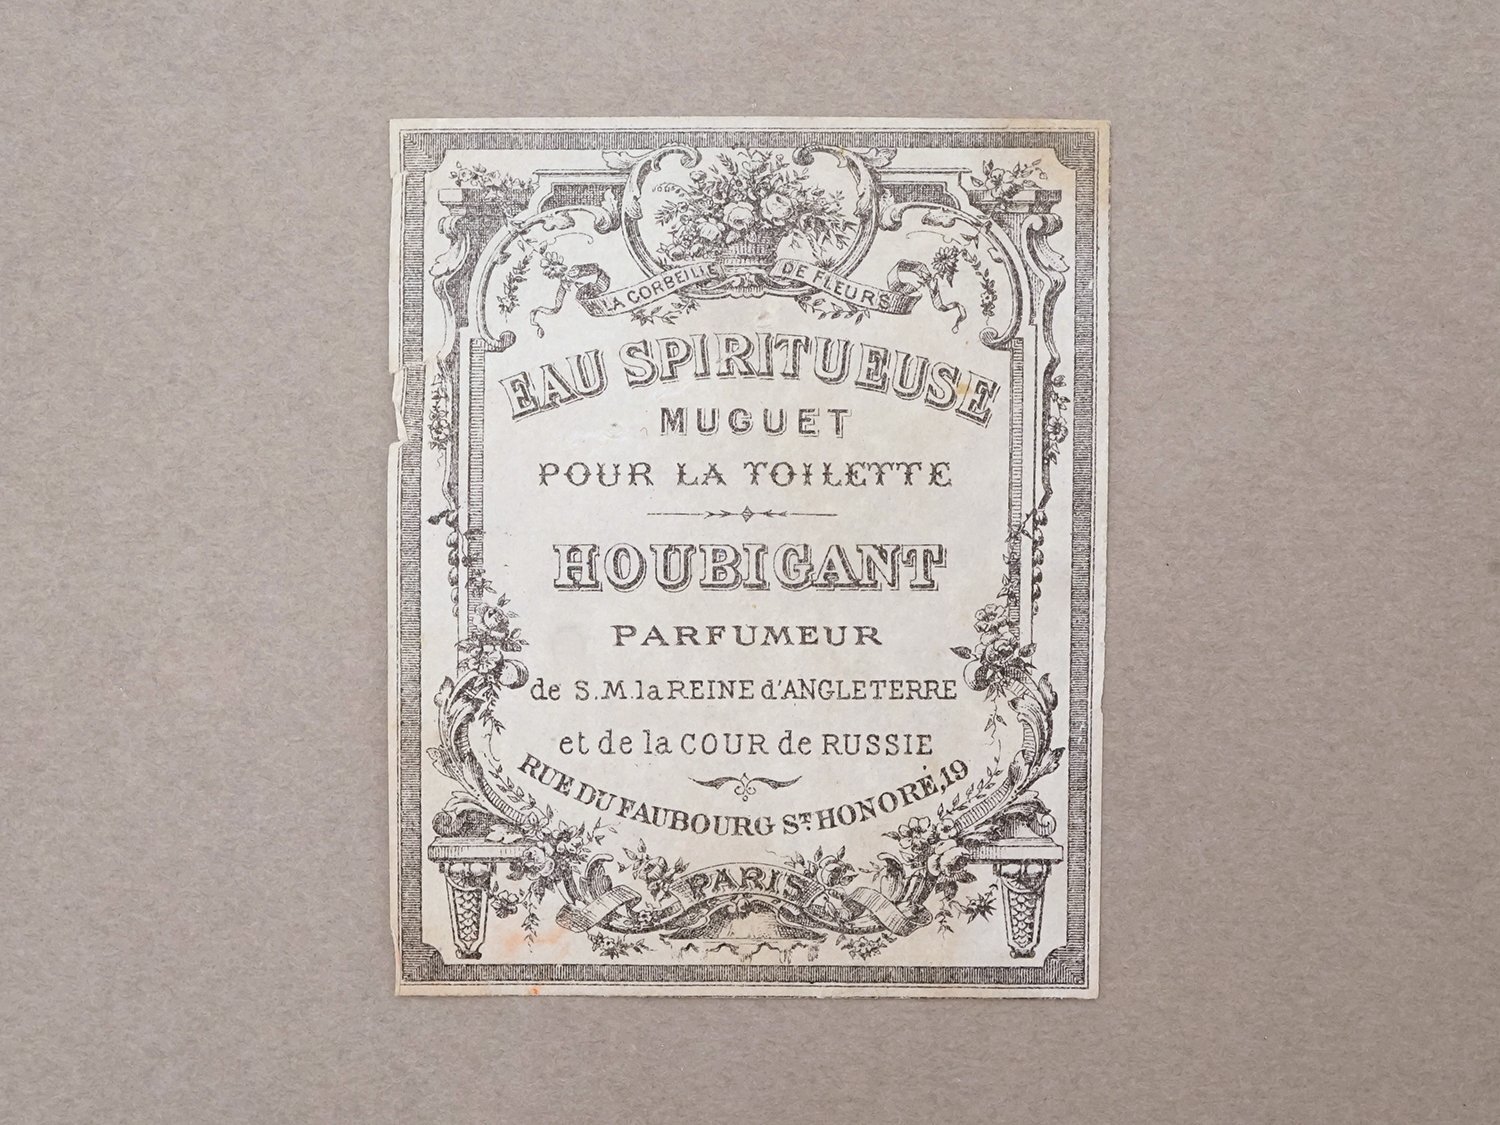 LA CORBEILLE DE FLEURS
EAU SPIRITUEUSE
MUGUET
POUR LA TOILETTE
HOUBIGANT
PARFUMEUR
de S.M. la REINE d'ANGLETERRE
et de la COUR de RUSSIE
RUE DU FAUBOURG ST. HONORÉ, 19
PARIS